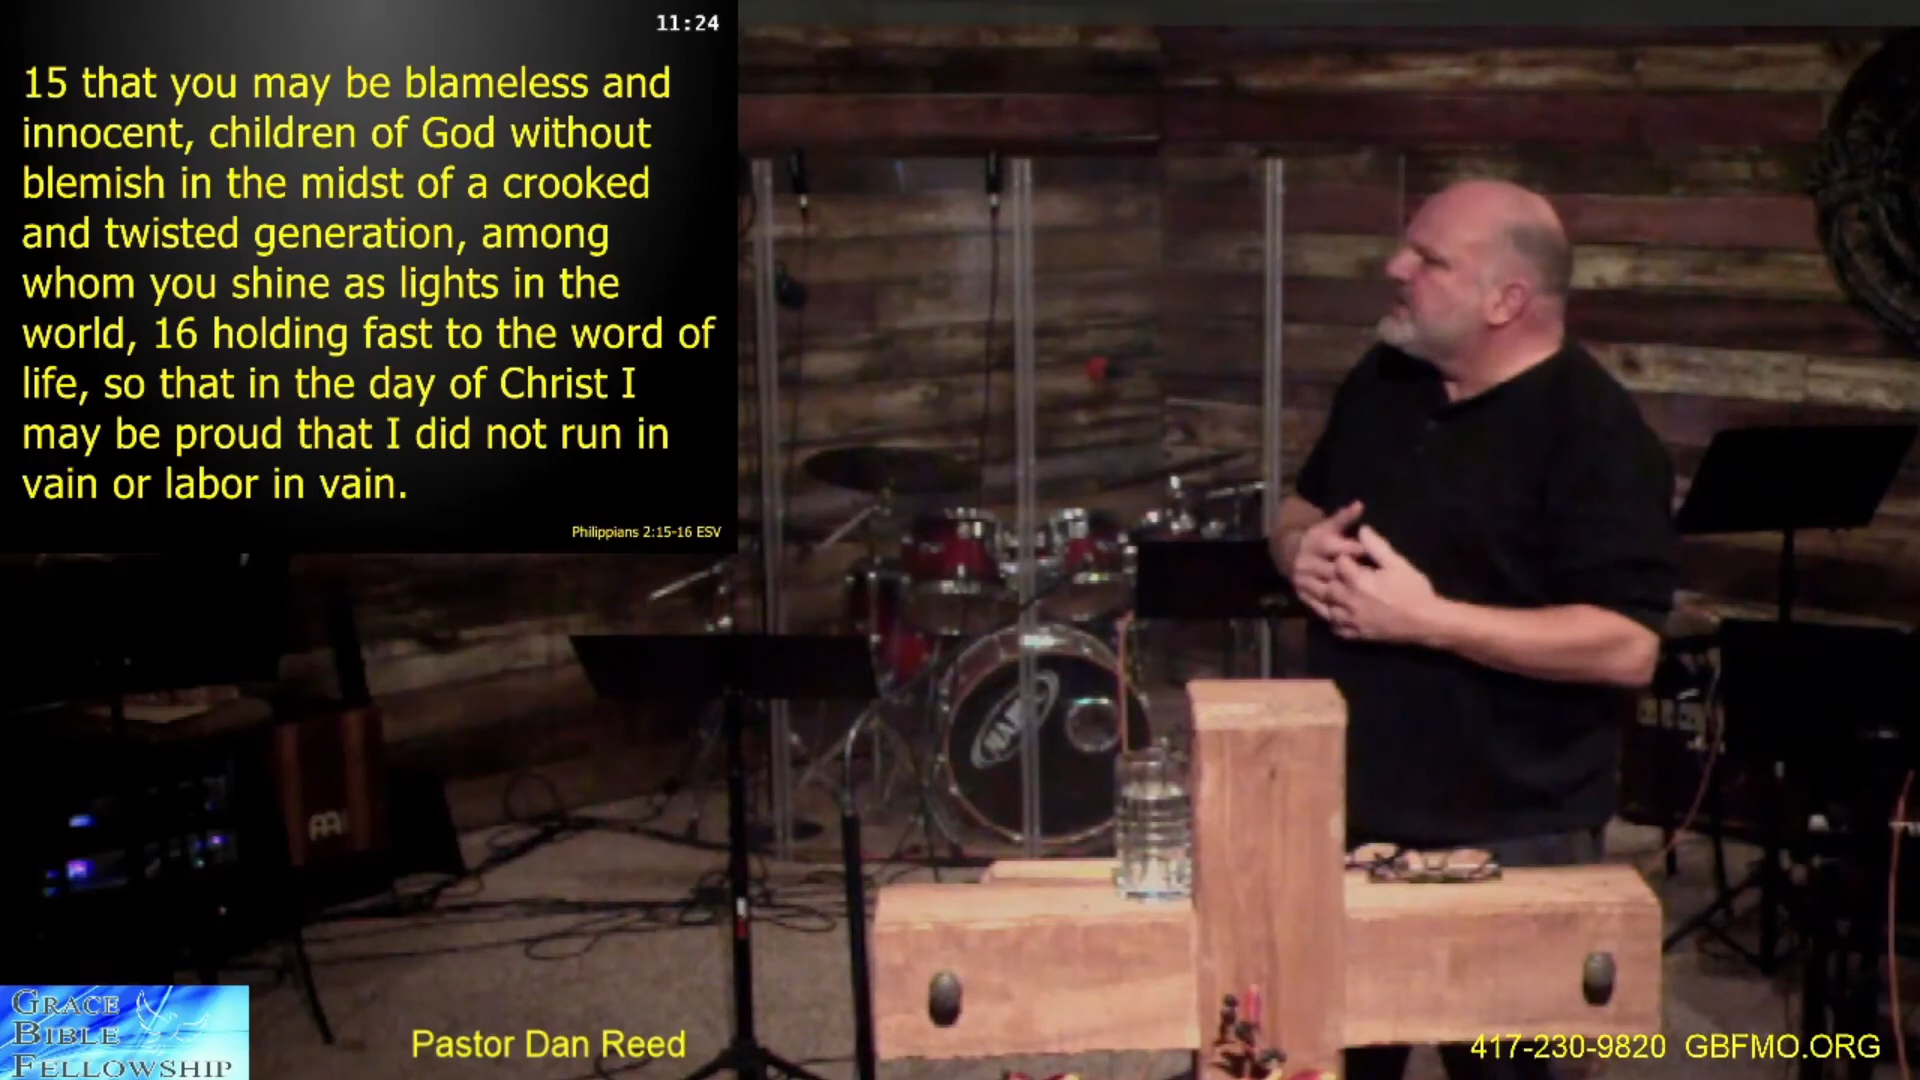 11:24
15 that you may be blameless and
innocent, children of God without
blemish in the midst of a crooked
and twisted generation, among
whom you shine as lights in the
world, 16 holding fast to the word of
life, so that in the day of Christ I
may be proud that I did not run in
vain or labor in vain.
Philippians 2:15-16 ESV
MAPEX
GRACE
BIBLE
FELLOWSHIP
Pastor Dan Reed
417-230-9820 GBFMO.ORG